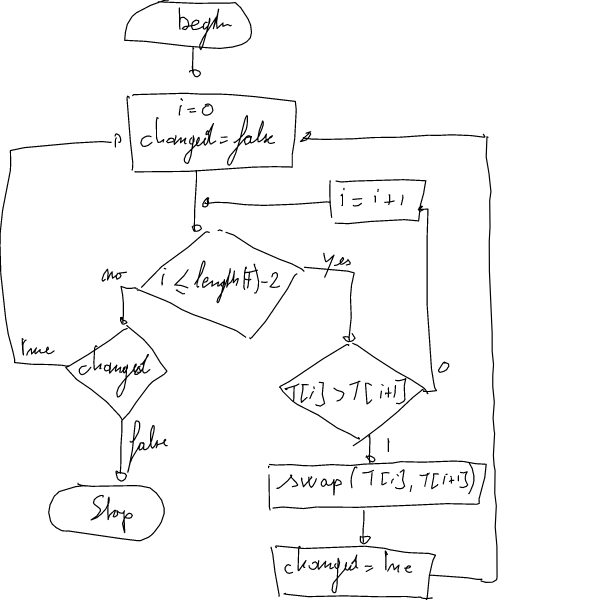 begin
i=0
changed=false
i = i+1
i ≤ length(T)-2
no
yes
true
changed
T[i] > T[i+1]
0
1
false
swap(T[i], T[i+1])
Stop
changed = true